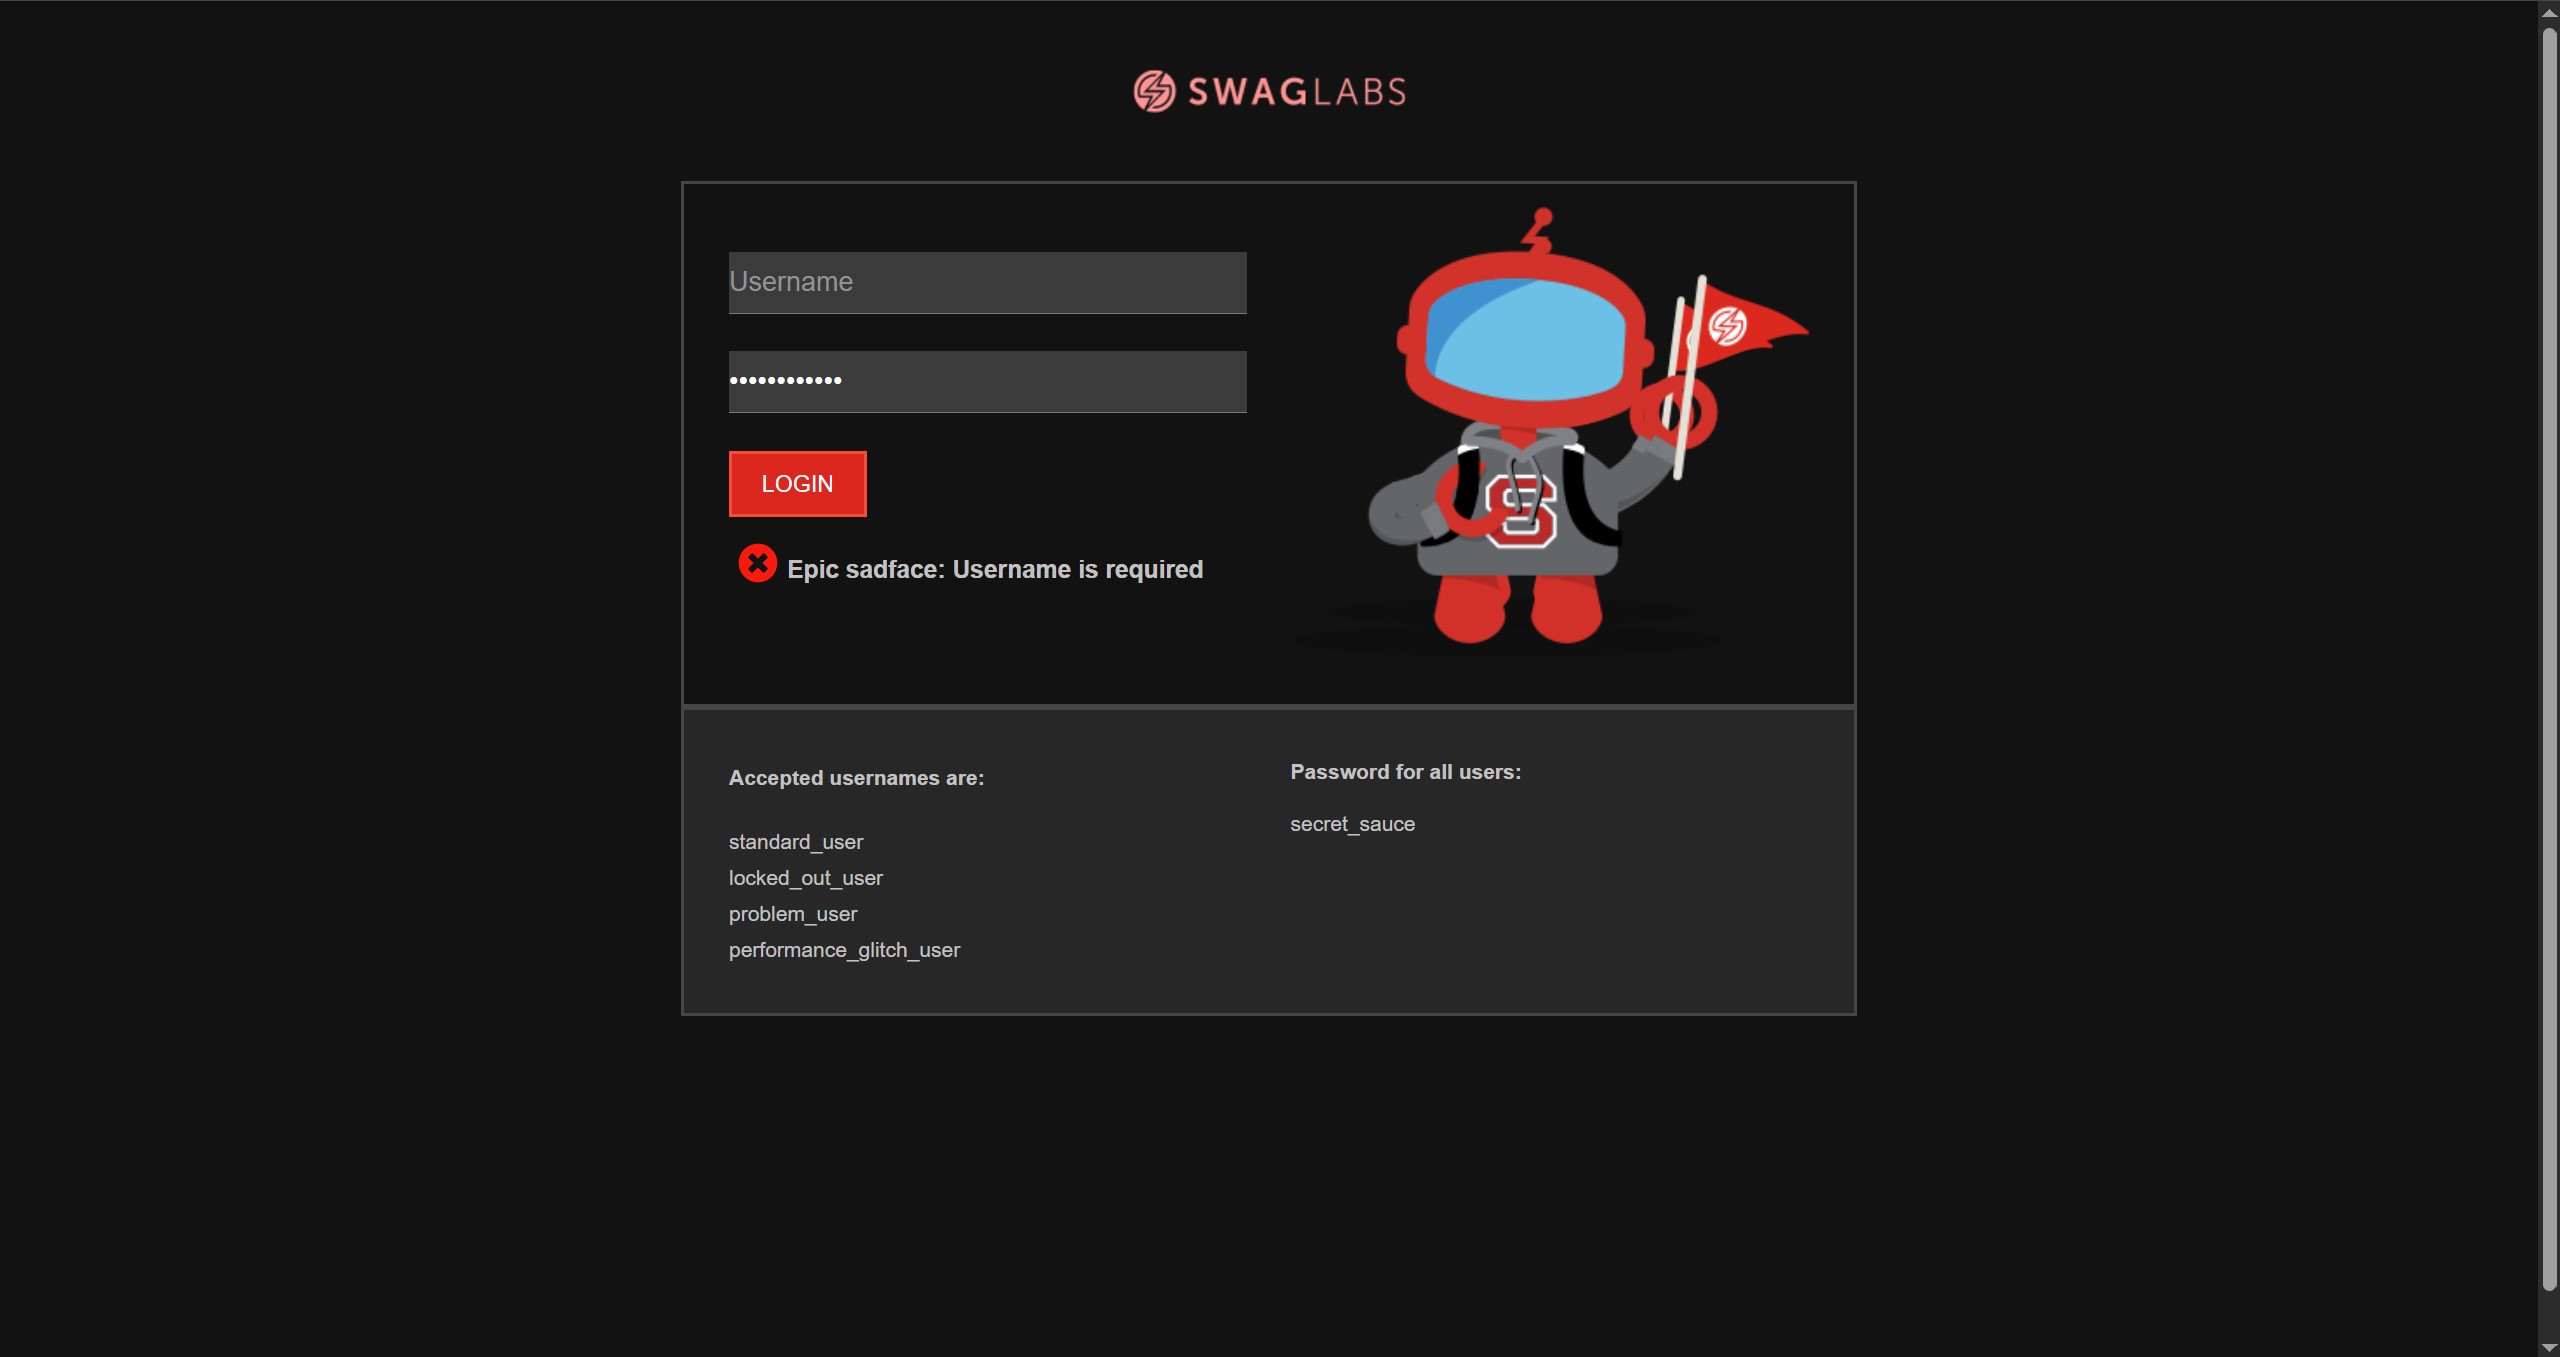 SWAGLABS
Username
••••••••••••
LOGIN
Epic sadface: Username is required
S
Accepted usernames are:
standard_user
locked_out_user
problem_user
performance_glitch_user
Password for all users:
secret_sauce